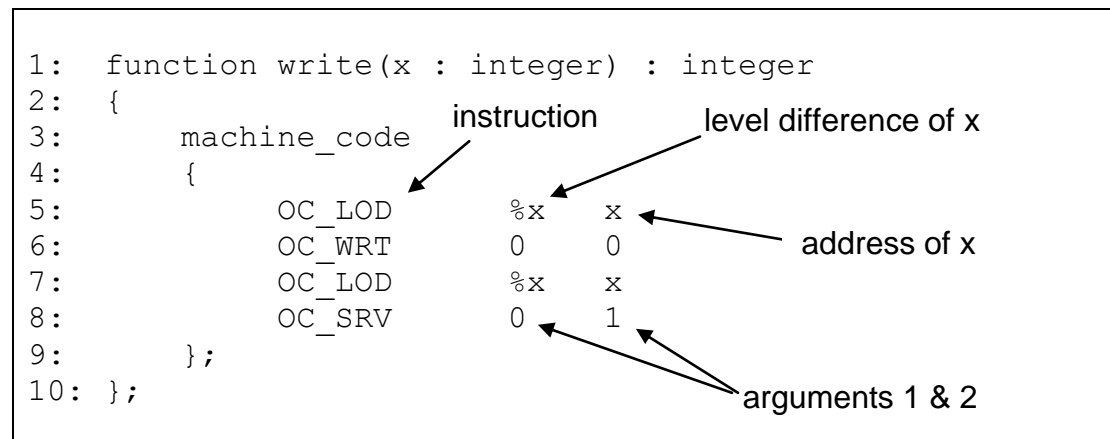 1: function write(x : integer) : integer
2: {
instruction
level difference of x
3: machine_code
4: {
5: OC_LOD %x x
6: OC_WRT 0 0
address of x
7: OC_LOD %x x
8: OC_SRV 0 1
9: };
10: };
arguments 1 & 2